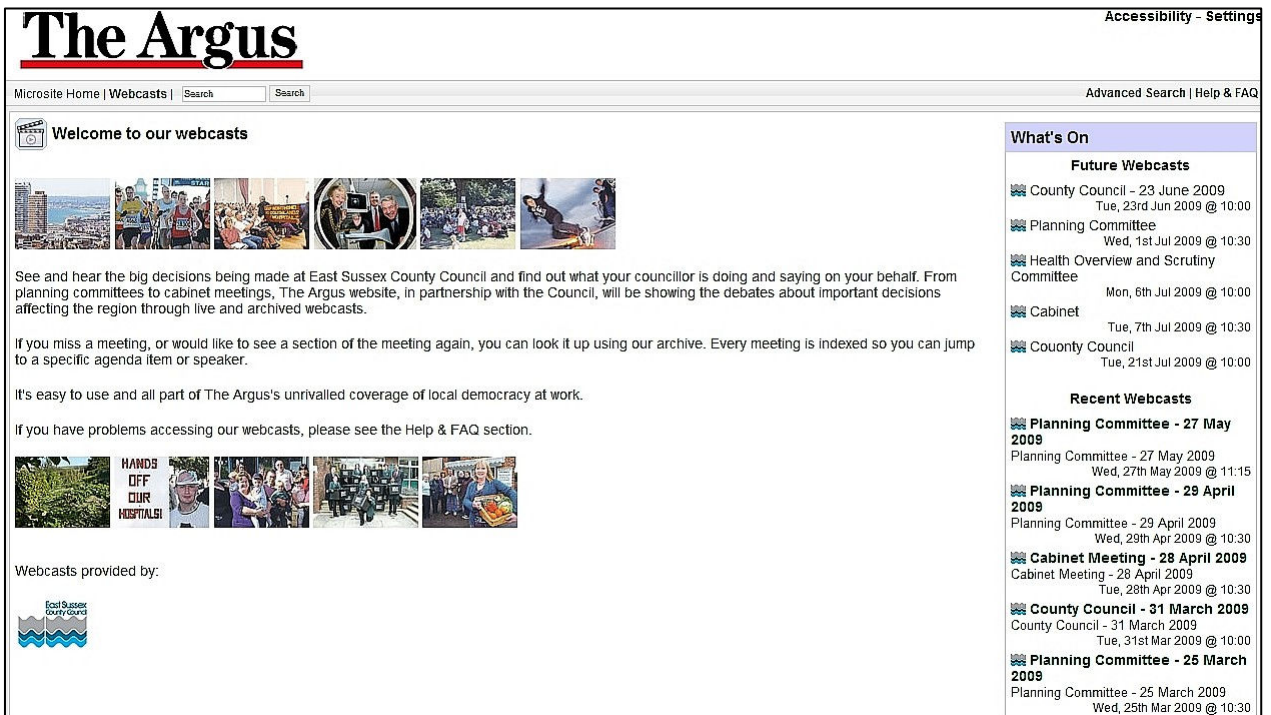 The Argus
Accessibility - Settings
Microsite Home | Webcasts | Search Search
Advanced Search | Help & FAQ
Welcome to our webcasts
HANDS
OFF
OUR
HOSPITALS!
See and hear the big decisions being made at East Sussex County Council and find out what your councillor is doing and saying on your behalf. From
planning committees to cabinet meetings, The Argus website, in partnership with the Council, will be showing the debates about important decisions
affecting the region through live and archived webcasts.
If you miss a meeting, or would like to see a section of the meeting again, you can look it up using our archive. Every meeting is indexed so you can jump
to a specific agenda item or speaker.
It's easy to use and all part of The Argus's unrivalled coverage of local democracy at work.
If you have problems accessing our webcasts, please see the Help & FAQ section.
Webcasts provided by:
East Sussex
County Council
What's On
Future Webcasts
County Council - 23 June 2009
Tue, 23rd Jun 2009 @ 10:00
Planning Committee
Wed, 1st Jul 2009 @ 10:30
Health Overview and Scrutiny
Committee
Mon, 6th Jul 2009 @ 10:00
Cabinet
Tue, 7th Jul 2009 @ 10:30
Couonty Council
Tue, 21st Jul 2009 @ 10:00
Recent Webcasts
Planning Committee - 27 May
2009
Planning Committee - 27 May 2009
Wed, 27th May 2009 @ 11:15
Planning Committee - 29 April
2009
Planning Committee - 29 April 2009
Wed, 29th Apr 2009 @ 10:30
Cabinet Meeting - 28 April 2009
Cabinet Meeting - 28 April 2009
Tue, 28th Apr 2009 @ 10:30
County Council - 31 March 2009
County Council - 31 March 2009
Tue, 31st Mar 2009 @ 10:00
Planning Committee - 25 March
2009
Planning Committee - 25 March 2009
Wed, 25th Mar 2009 @ 10:30